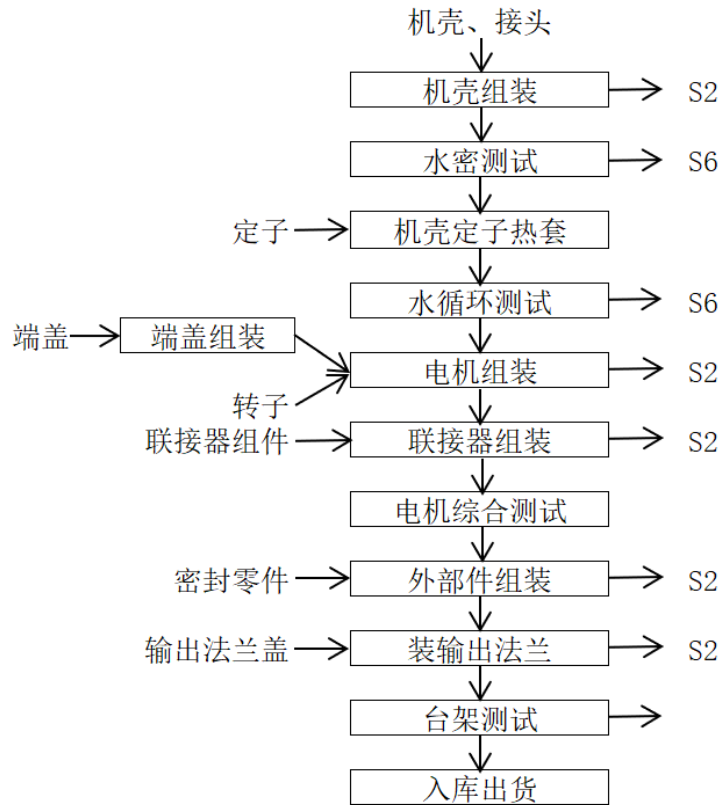 机壳、接头
机壳组装 S2
水密测试 S6
定子 机壳定子热套
水循环测试 S6
端盖 端盖组装
电机组装 S2
转子
联接器组件 联接器组装 S2
电机综合测试
密封零件 外部件组装 S2
输出法兰盖 装输出法兰 S2
台架测试
入库出货